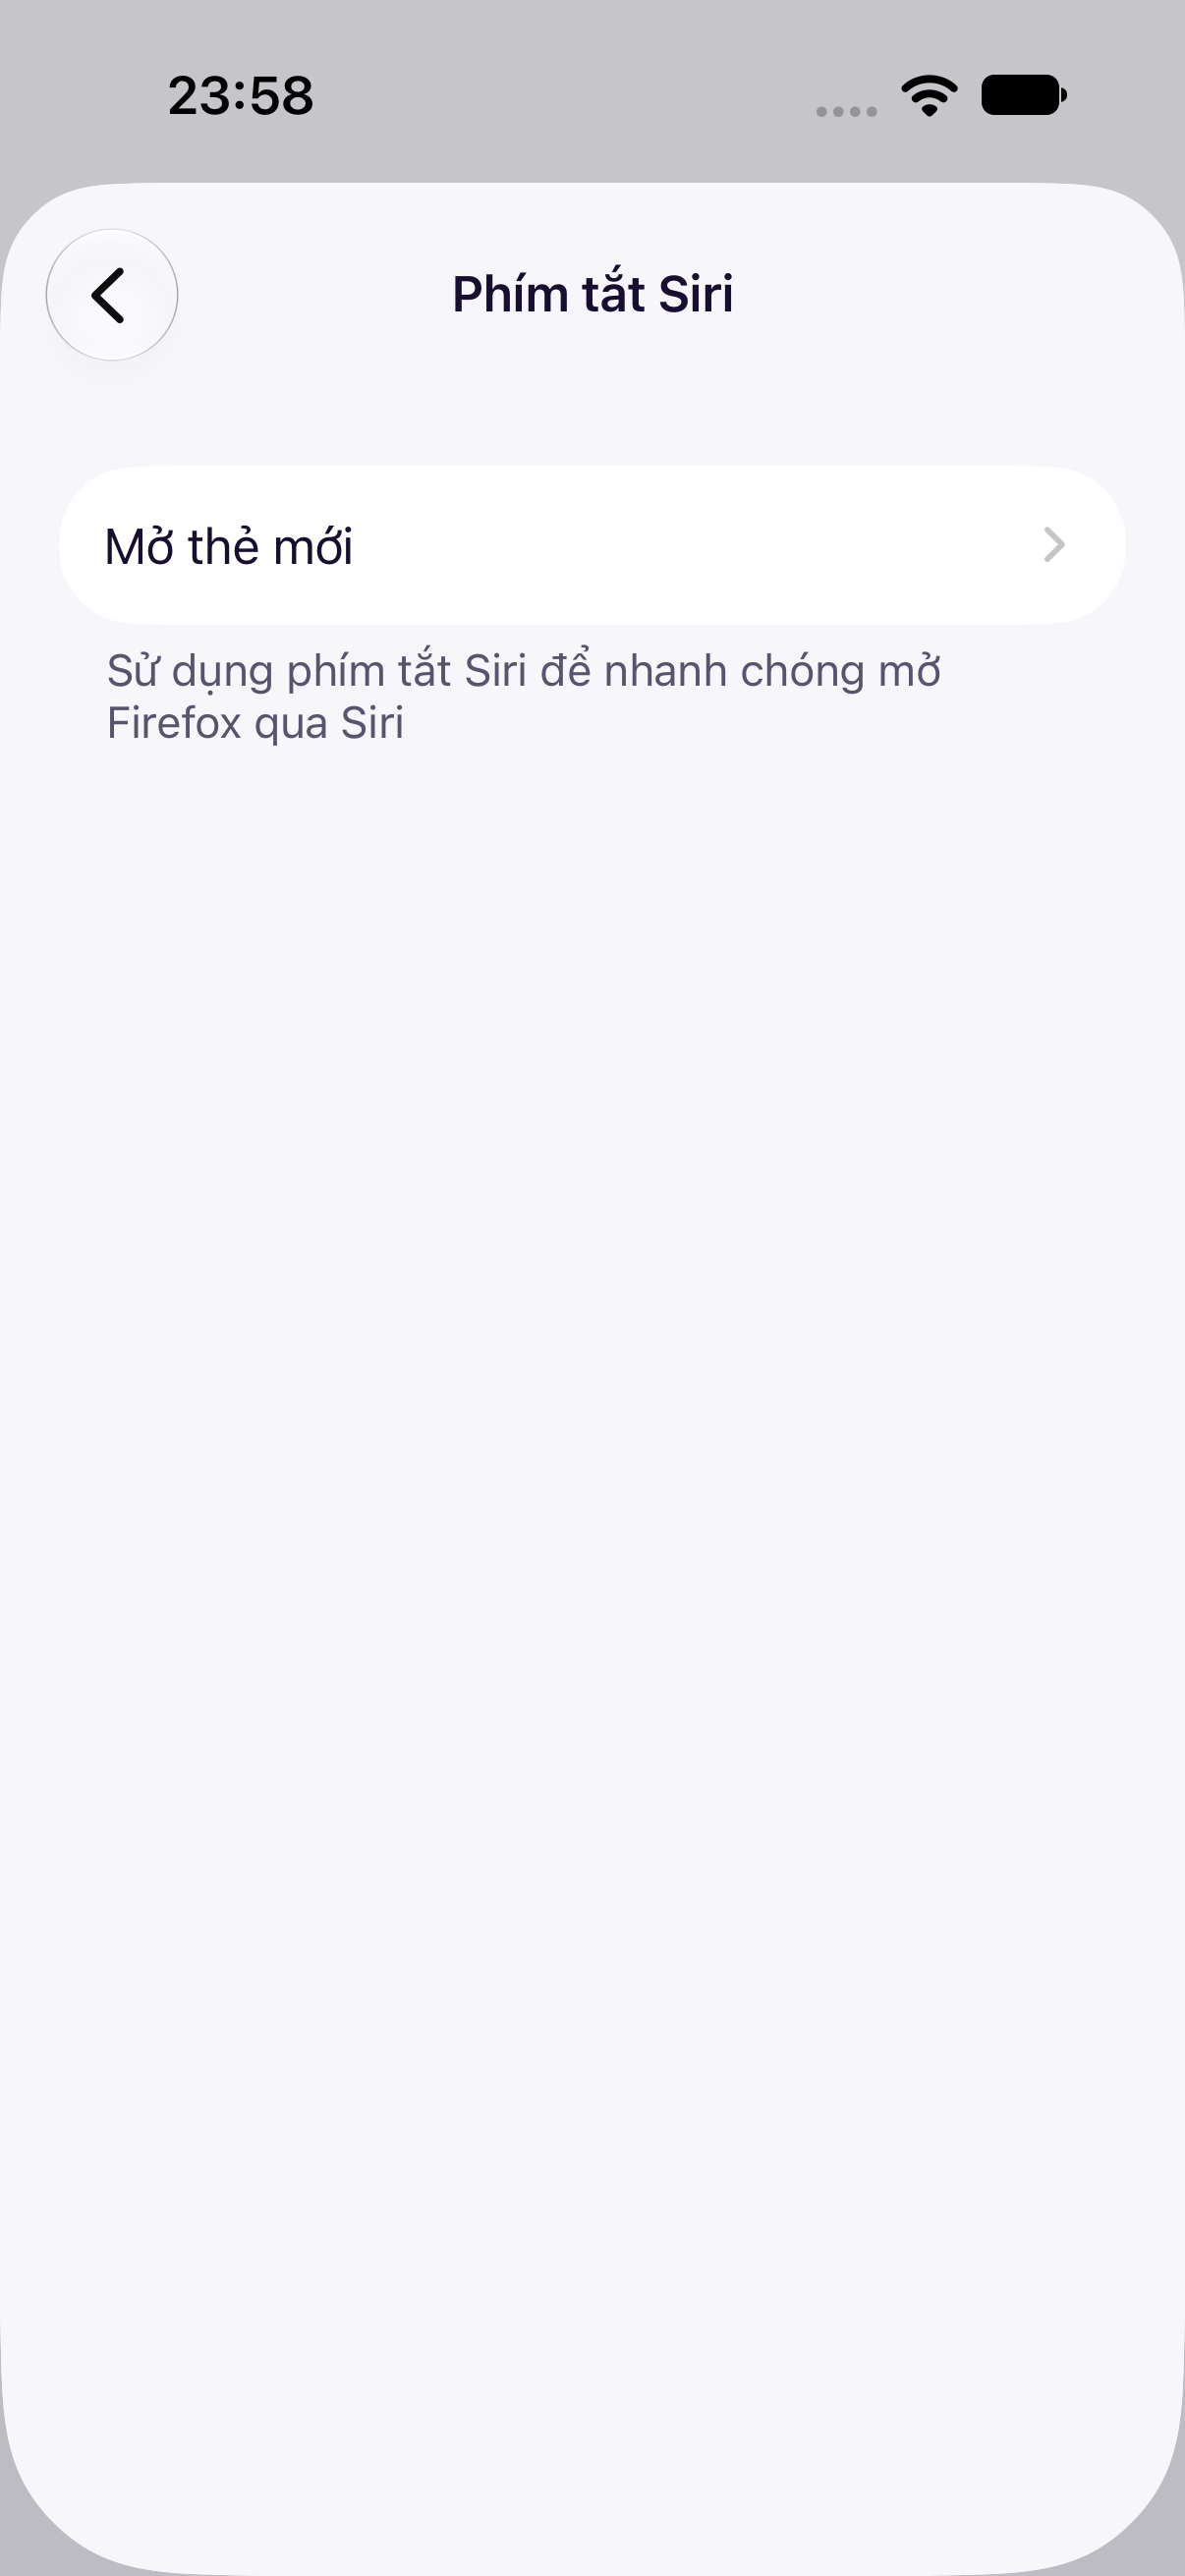 23:58
Phím tắt Siri
Mở thẻ mới
Sử dụng phím tắt Siri để nhanh chóng mở
Firefox qua Siri